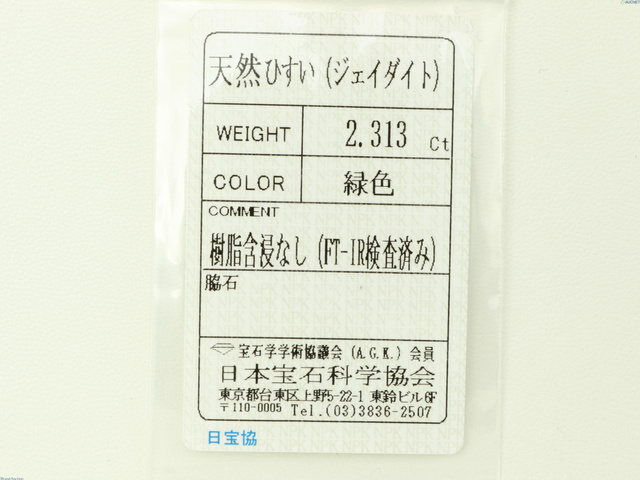 天然ひすい(ジェイダイト)
WEIGHT 2.313 Ct
COLOR 緑色
COMMENT
樹脂含浸なし(FT-IR検査済み)
脇石
宝石学学術協議会(A.G.K.)会員
日本宝石科学協会
東京都台東区上野5-22-1 東鈴ビル6F
〒110-0005 Tel.(03)3836-2507
日宝協